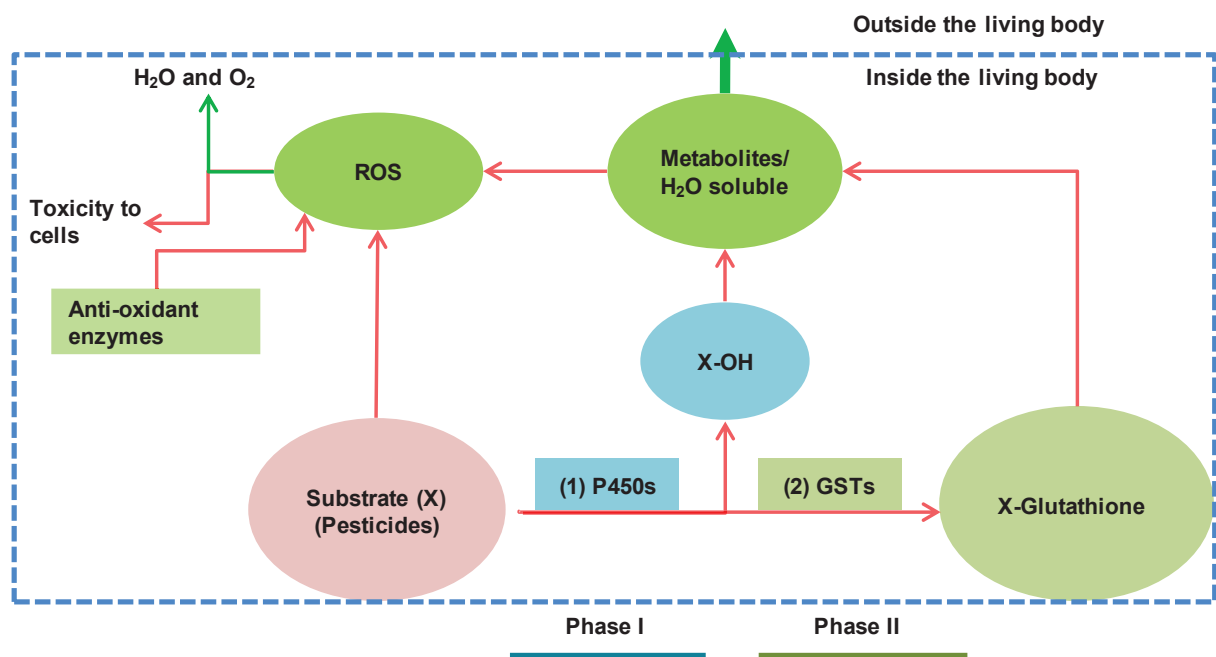 Outside the living body
Inside the living body
H₂O and O₂
ROS
Metabolites/
H₂O soluble
Toxicity to
cells
Anti-oxidant
enzymes
X-OH
Substrate (X)
(Pesticides)
(1) P450s
(2) GSTs
X-Glutathione
Phase I
Phase II